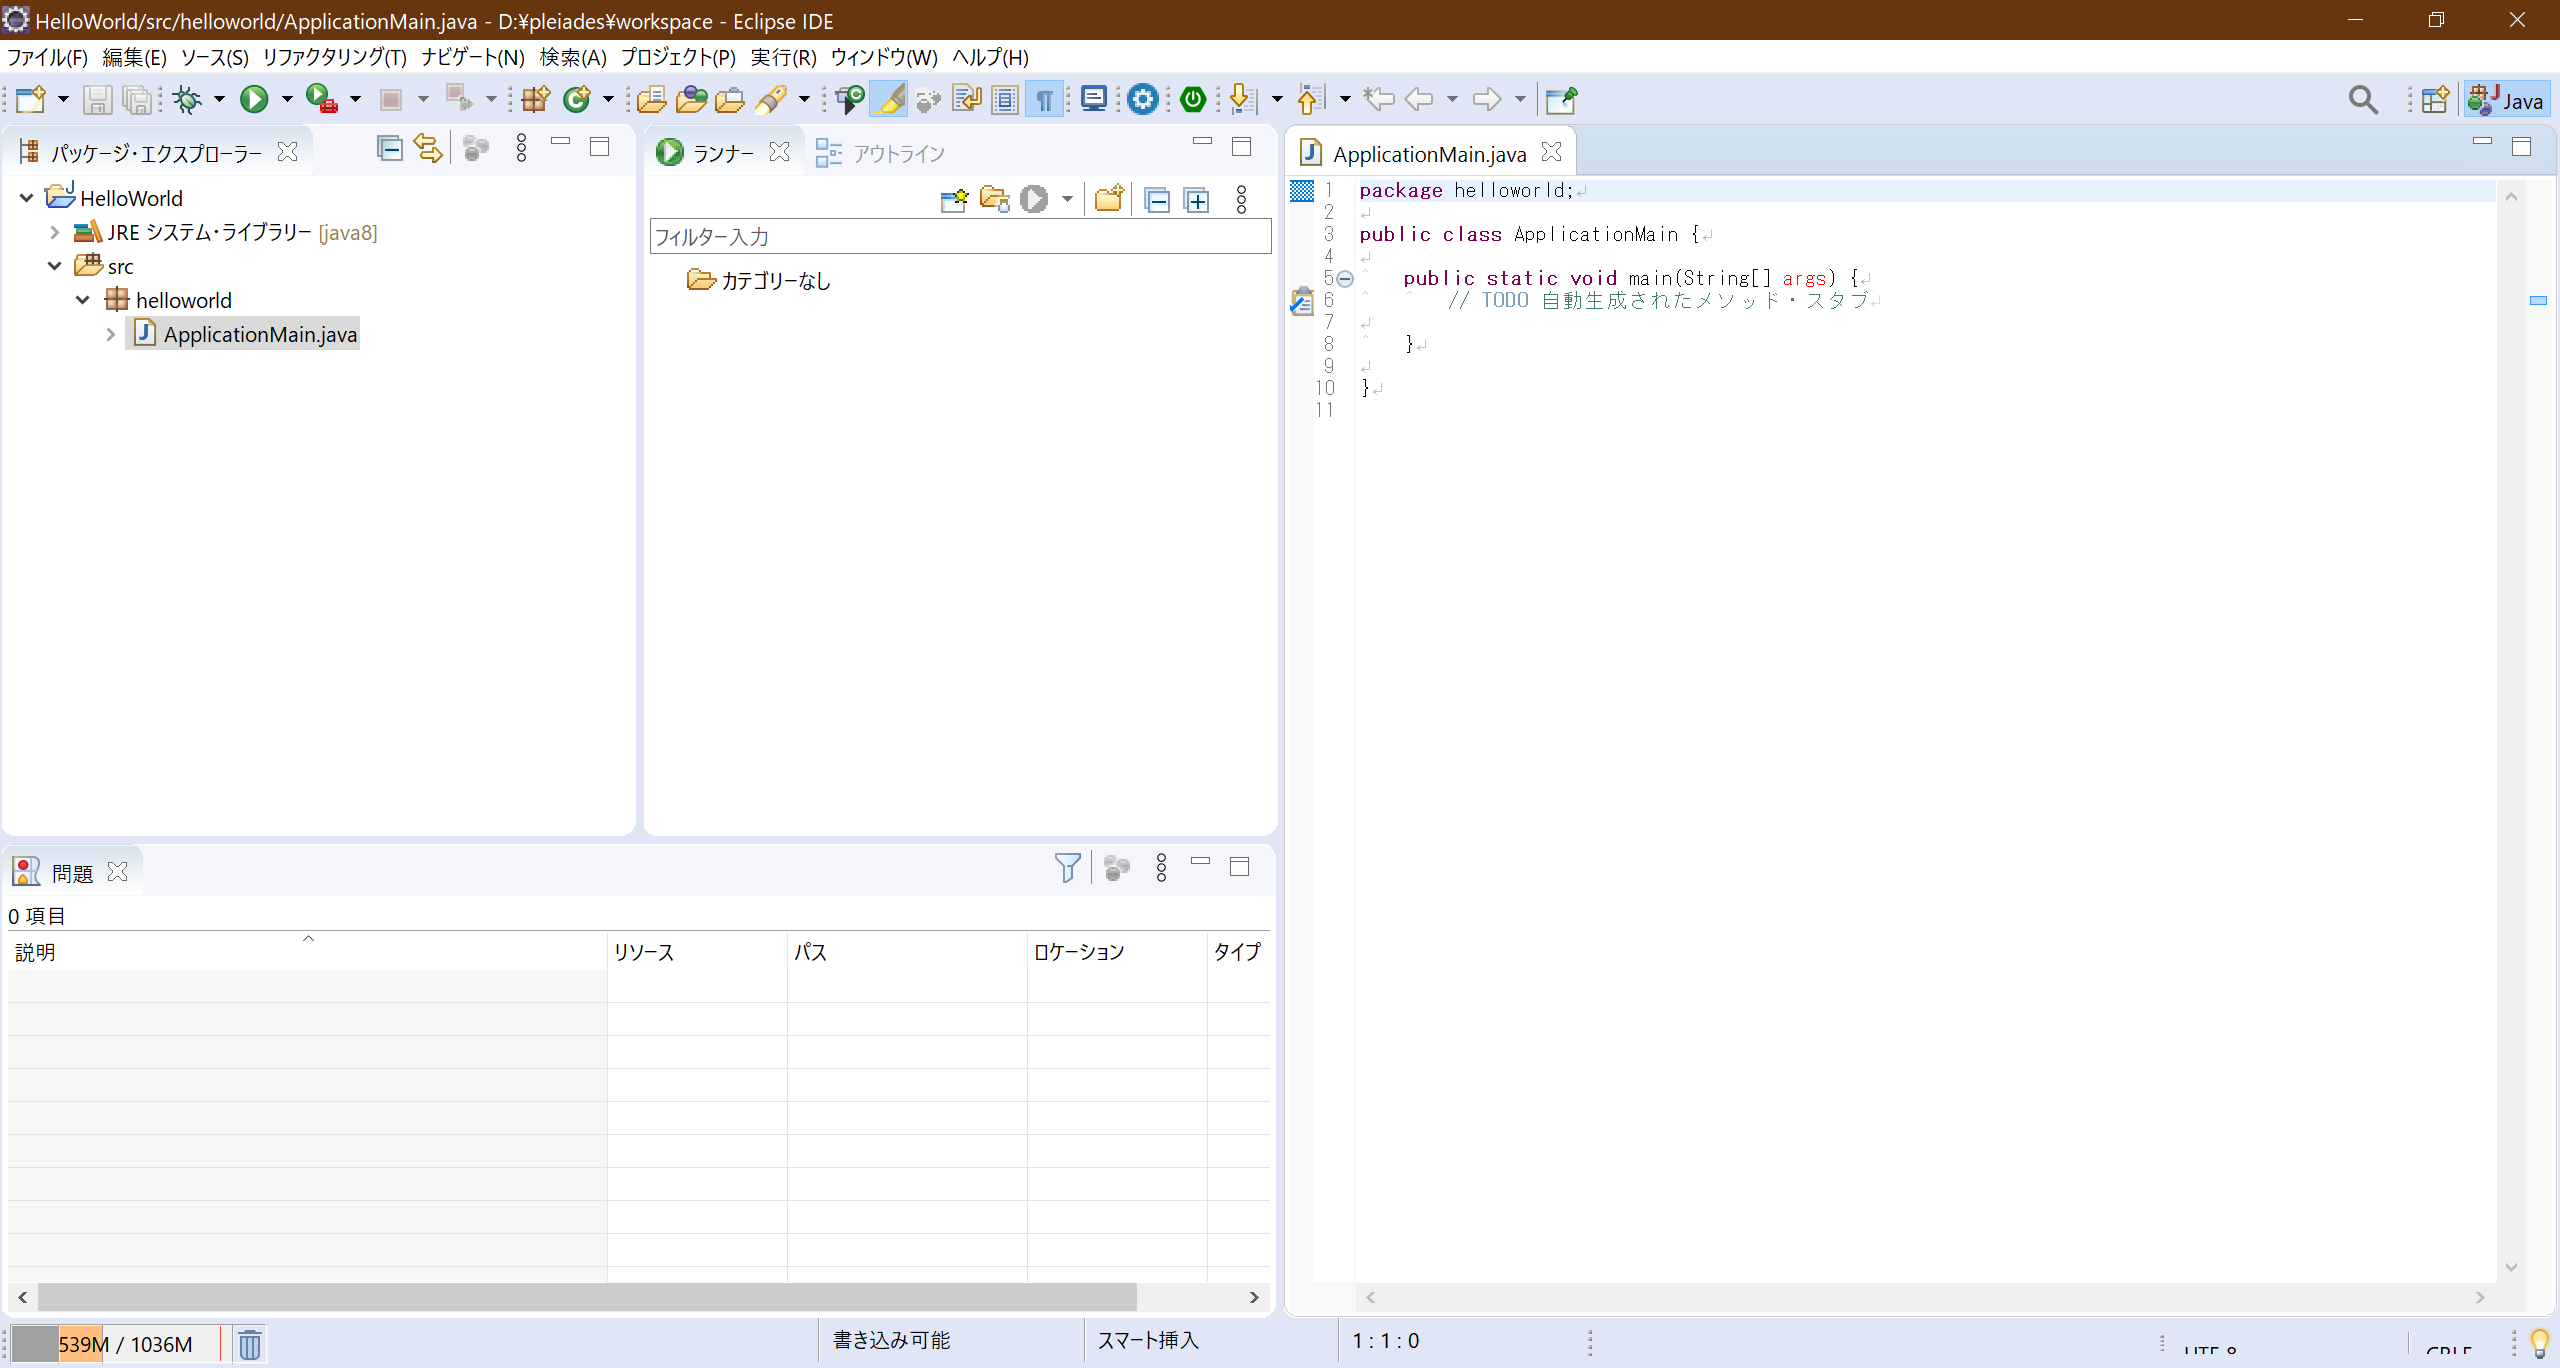 HelloWorld/src/helloworld/ApplicationMain.java - D:¥pleiades¥workspace - Eclipse IDE
ファイル(F) 編集(E) ソース(S) リファクタリング(T) ナビゲート(N) 検索(A) プロジェクト(P) 実行(R) ウィンドウ(W) ヘルプ(H)
Java
パッケージ・エクスプローラー
HelloWorld
JRE システム・ライブラリー [java8]
src
helloworld
ApplicationMain.java
ランナー アウトライン
フィルター入力
カテゴリーなし
ApplicationMain.java
1 package helloworld;
2
3 public class ApplicationMain {
4
5 public static void main(String[] args) {
6 // TODO 自動生成されたメソッド・スタブ
7
8 }
9
10 }
11
問題
0 項目
説明 リソース パス ロケーション タイプ
539M / 1036M
書き込み可能
スマート挿入
1 : 1 : 0
UTF-8
CRLF